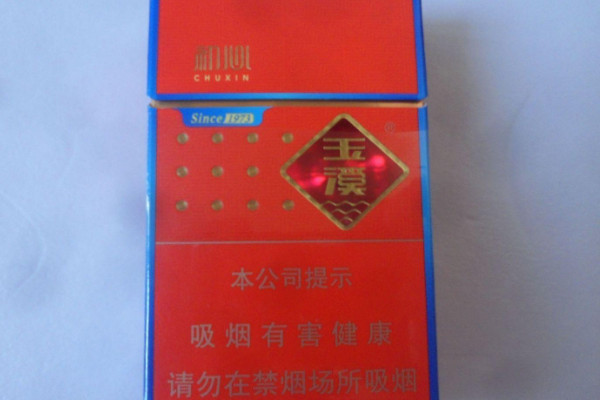 初心
CHUXIN
Since 1973
玉溪
本公司提示
吸烟有害健康
请勿在禁烟场所吸烟